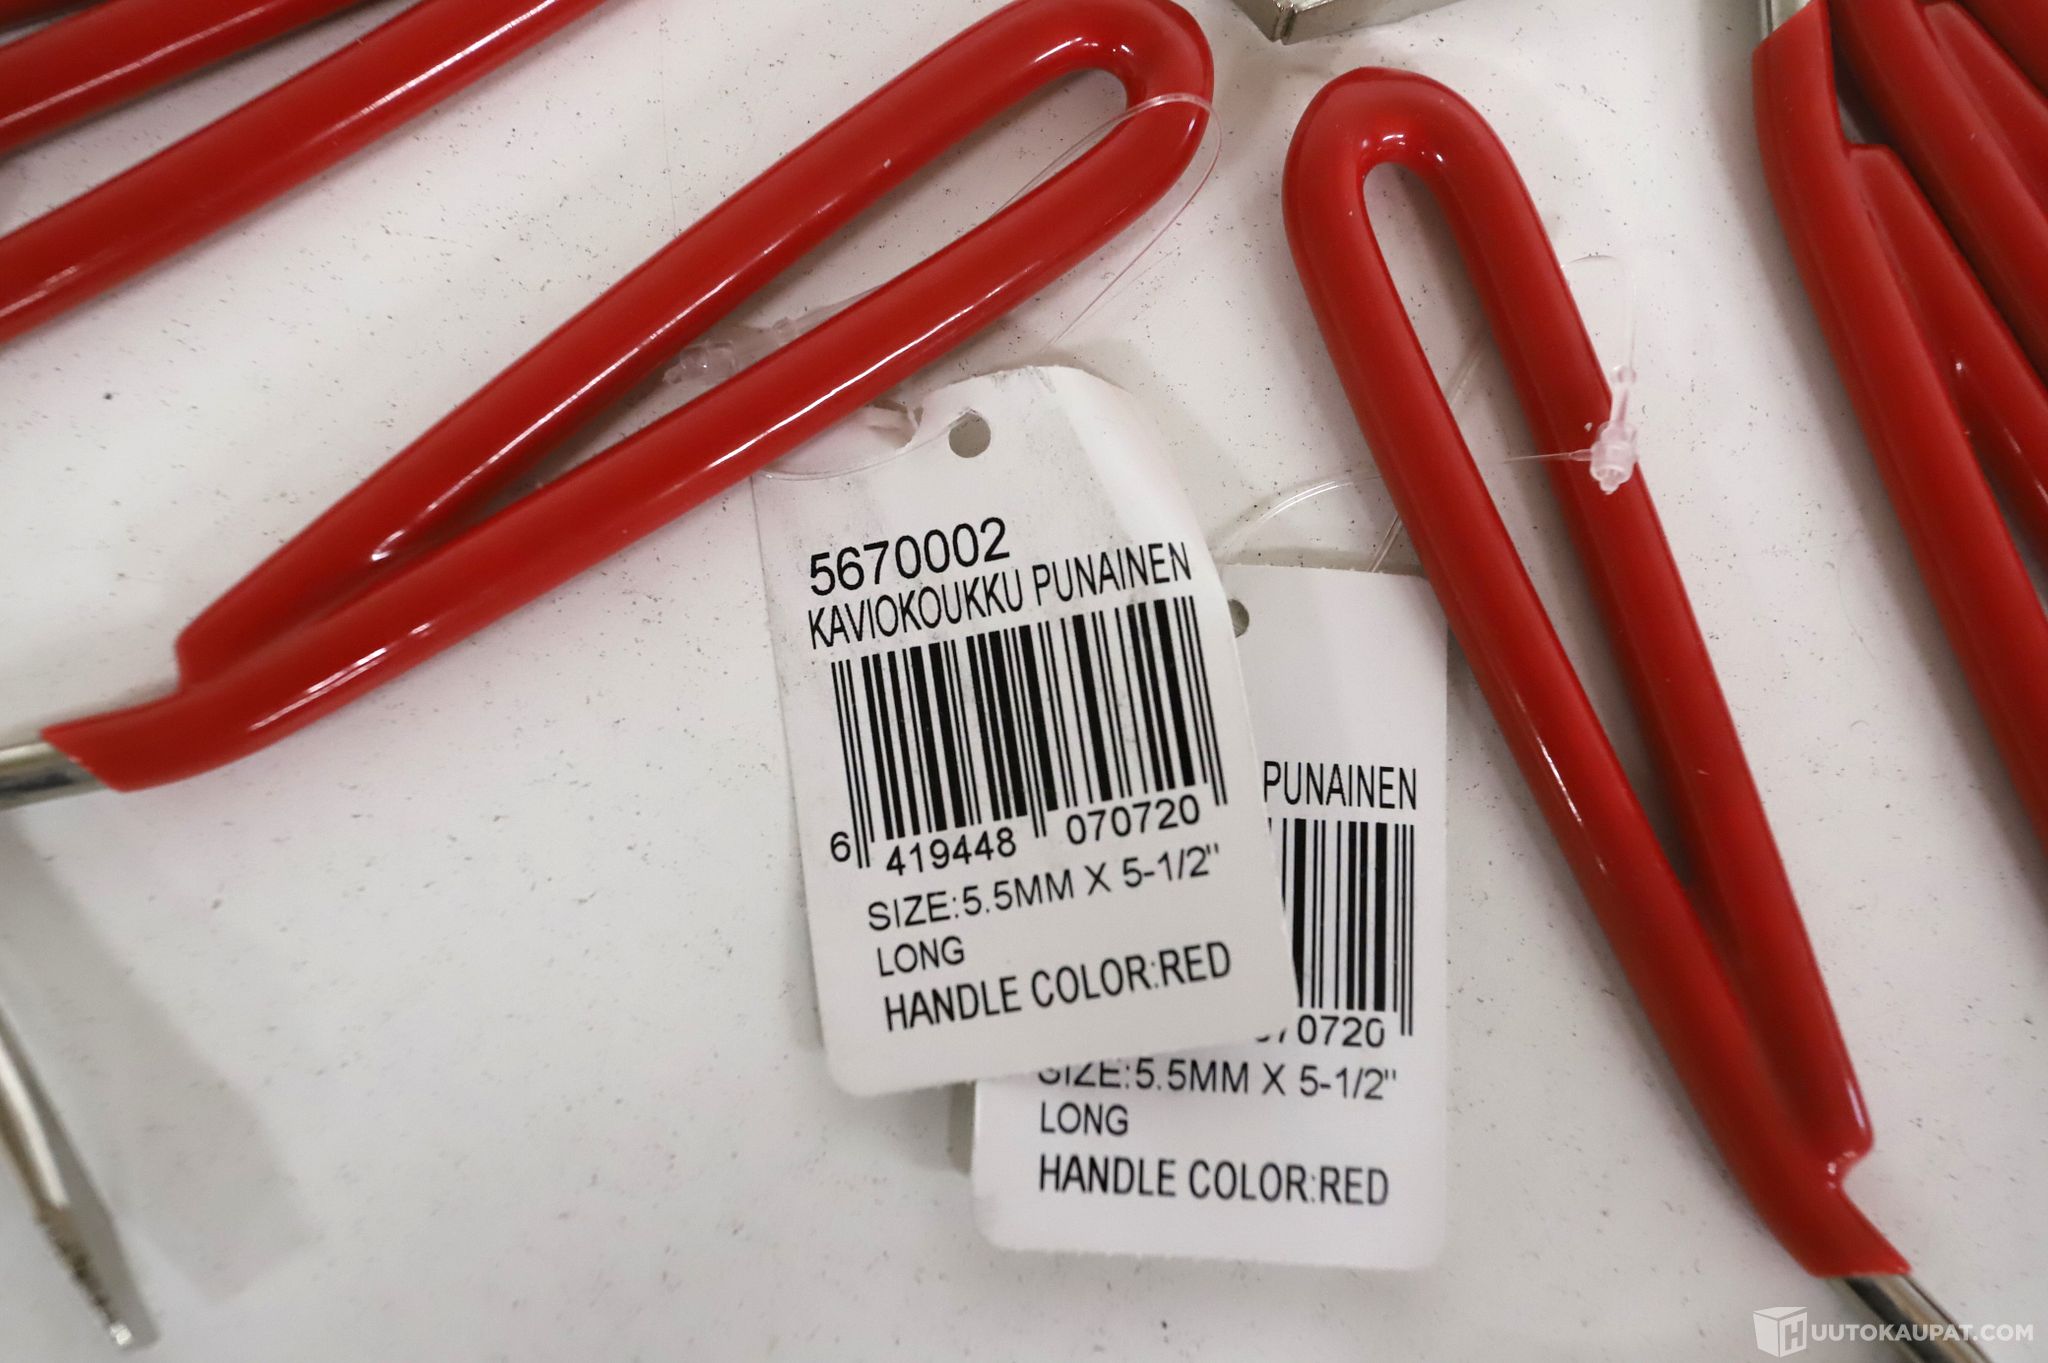 5670002
KAVIOKOUKKU PUNAINEN
6 419448 070720
SIZE:5.5MM X 5-1/2"
LONG
HANDLE COLOR:RED
PUNAINEN
70720
SIZE:5.5MM X 5-1/2"
LONG
HANDLE COLOR:RED
HUUTOKAUPAT.COM